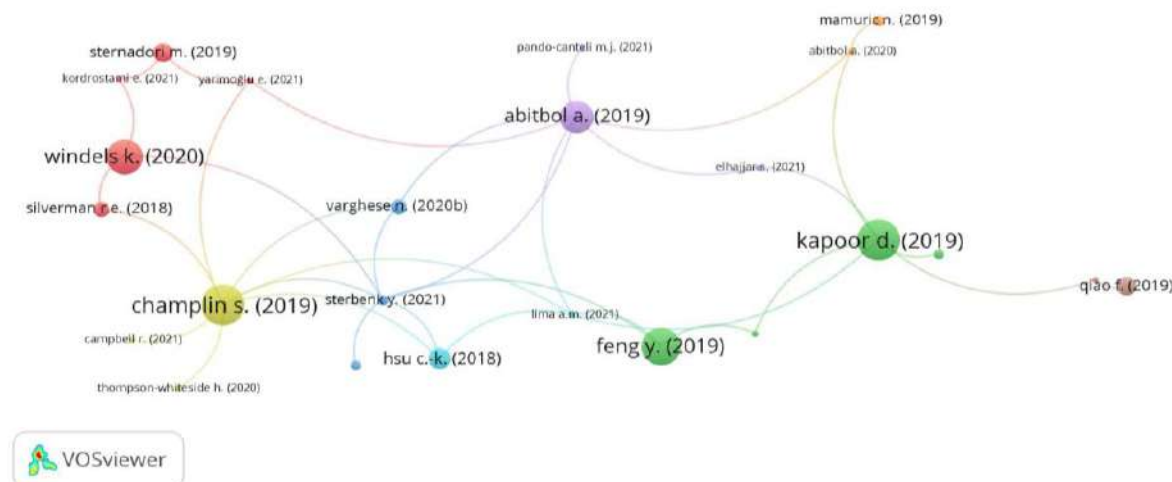 mamuric n. (2019)
sternadori m. (2019)
pando-canteli m.j. (2021)
abitbol a. (2020)
kordrostami e. (2021)
yarimoglu e. (2021)
abitbol a. (2019)
windels k. (2020)
elhajjar s. (2021)
silverman r.e. (2018)
varghese n. (2020b)
kapoor d. (2019)
qiao f. (2019)
champlin s. (2019)
sterbenk y. (2021)
lima a.m. (2021)
campbell r. (2021)
feng y. (2019)
hsu c.-k. (2018)
thompson-whiteside h. (2020)
VOSviewer